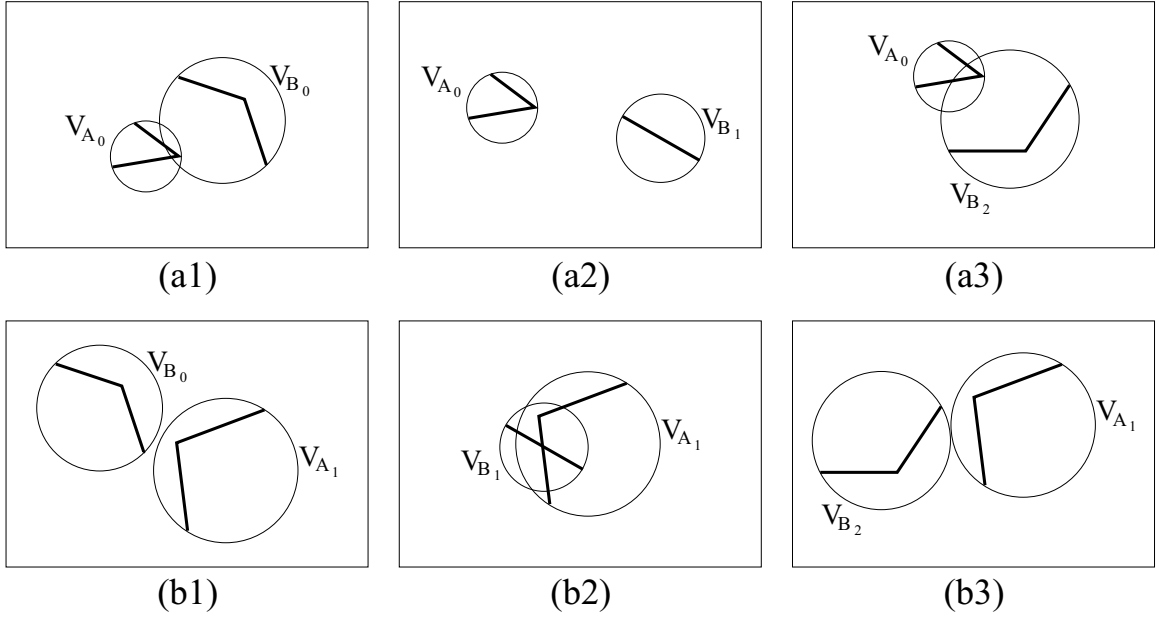 V_{A_0} V_{B_0}
V_{A_0} V_{B_1}
V_{A_0} V_{B_2}
(a1) (a2) (a3)
V_{B_0} V_{A_1}
V_{B_1} V_{A_1}
V_{B_2} V_{A_1}
(b1) (b2) (b3)